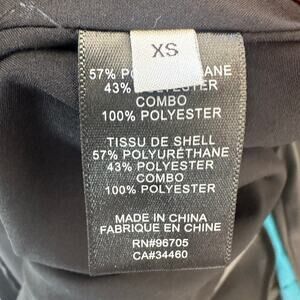 XS
57% POLYURETHANE
43% POLYESTER
COMBO
100% POLYESTER
TISSU DE SHELL
57% POLYURÉTHANE
43% POLYESTER
COMBO
100% POLYESTER
MADE IN CHINA
FABRIQUE EN CHINE
RN#96705
CA#34460